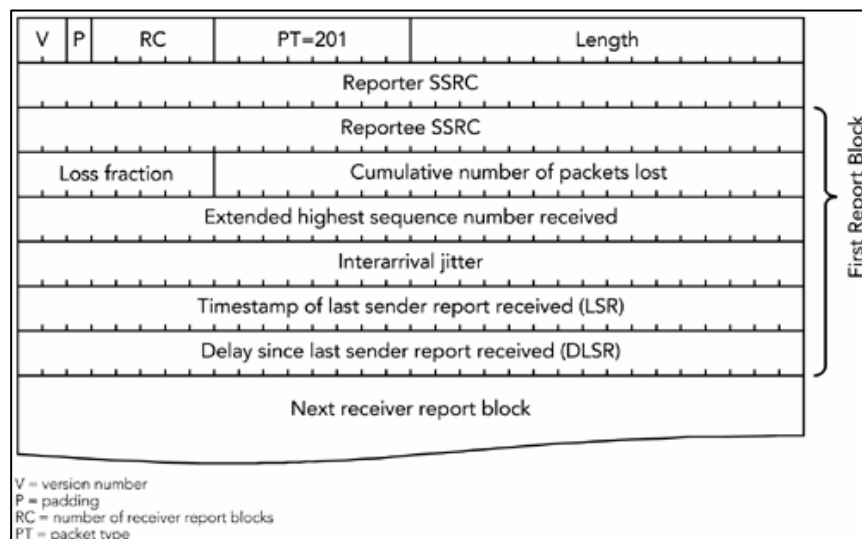 V P RC PT=201 Length
Reporter SSRC
Reportee SSRC
Loss fraction Cumulative number of packets lost
Extended highest sequence number received
Interarrival jitter
Timestamp of last sender report received (LSR)
Delay since last sender report received (DLSR)
Next receiver report block
First Report Block
V = version number
P = padding
RC = number of receiver report blocks
PT = packet type